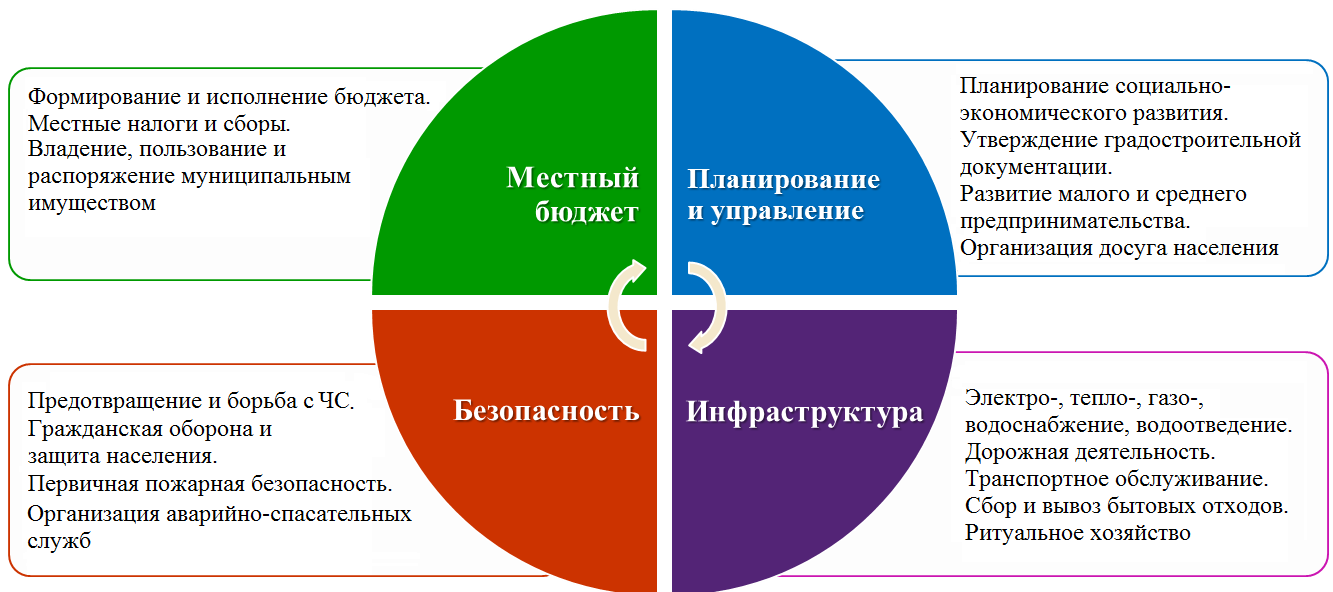 Формирование и исполнение бюджета.
Местные налоги и сборы.
Владение, пользование и
распоряжение муниципальным
имуществом
Местный
бюджет
Планирование
и управление
Планирование социально-
экономического развития.
Утверждение градостроительной
документации.
Развитие малого и среднего
предпринимательства.
Организация досуга населения
Предотвращение и борьба с ЧС.
Гражданская оборона и
защита населения.
Первичная пожарная безопасность.
Организация аварийно-спасательных
служб
Безопасность
Инфраструктура
Электро-, тепло-, газо-,
водоснабжение, водоотведение.
Дорожная деятельность.
Транспортное обслуживание.
Сбор и вывоз бытовых отходов.
Ритуальное хозяйство